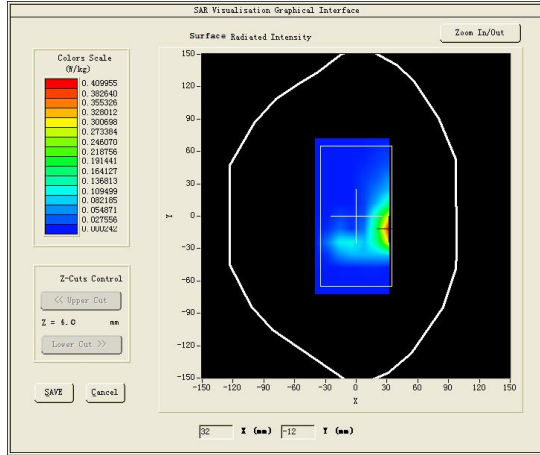 SAR Visualisation Graphical Interface
Surface Radiated Intensity
Zoom In/Out
Colors Scale
(W/kg)
0.409955
0.382640
0.355326
0.328012
0.300698
0.273384
0.246070
0.218756
0.191441
0.164127
0.136813
0.109499
0.082185
0.054871
0.027556
0.000242
150
120
90
60
30
0
-30
-60
-90
-120
-150
Y
-150 -120 -90 -60 -30 0 30 60 90 120 150
X
Z-Cuts Control
<< Upper Cut
Z = 4.0 mm
Lower Cut >>
SAVE Cancel
32 X (mm) -12 Y (mm)